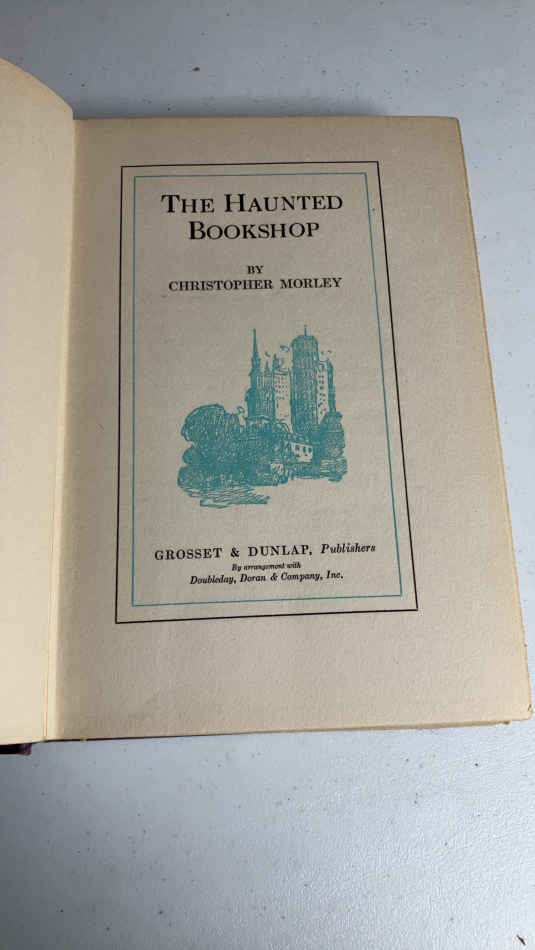 THE HAUNTED
BOOKSHOP
BY
CHRISTOPHER MORLEY
GROSSET & DUNLAP, Publishers
By arrangement with
Doubleday, Doran & Company, Inc.